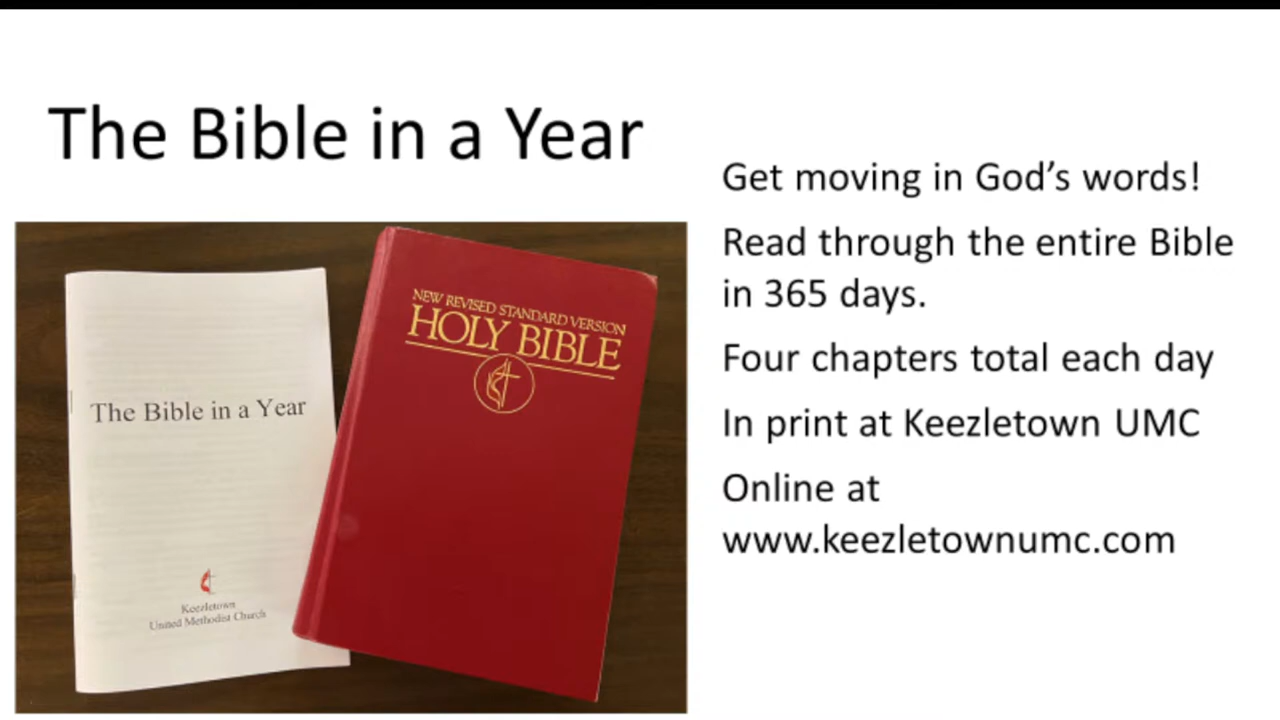 The Bible in a Year
Get moving in God's words!
Read through the entire Bible
in 365 days.
Four chapters total each day
In print at Keezletown UMC
Online at
www.keezletownumc.com
The Bible in a Year
Keezletown
United Methodist Church
NEW REVISED STANDARD VERSION
HOLY BIBLE